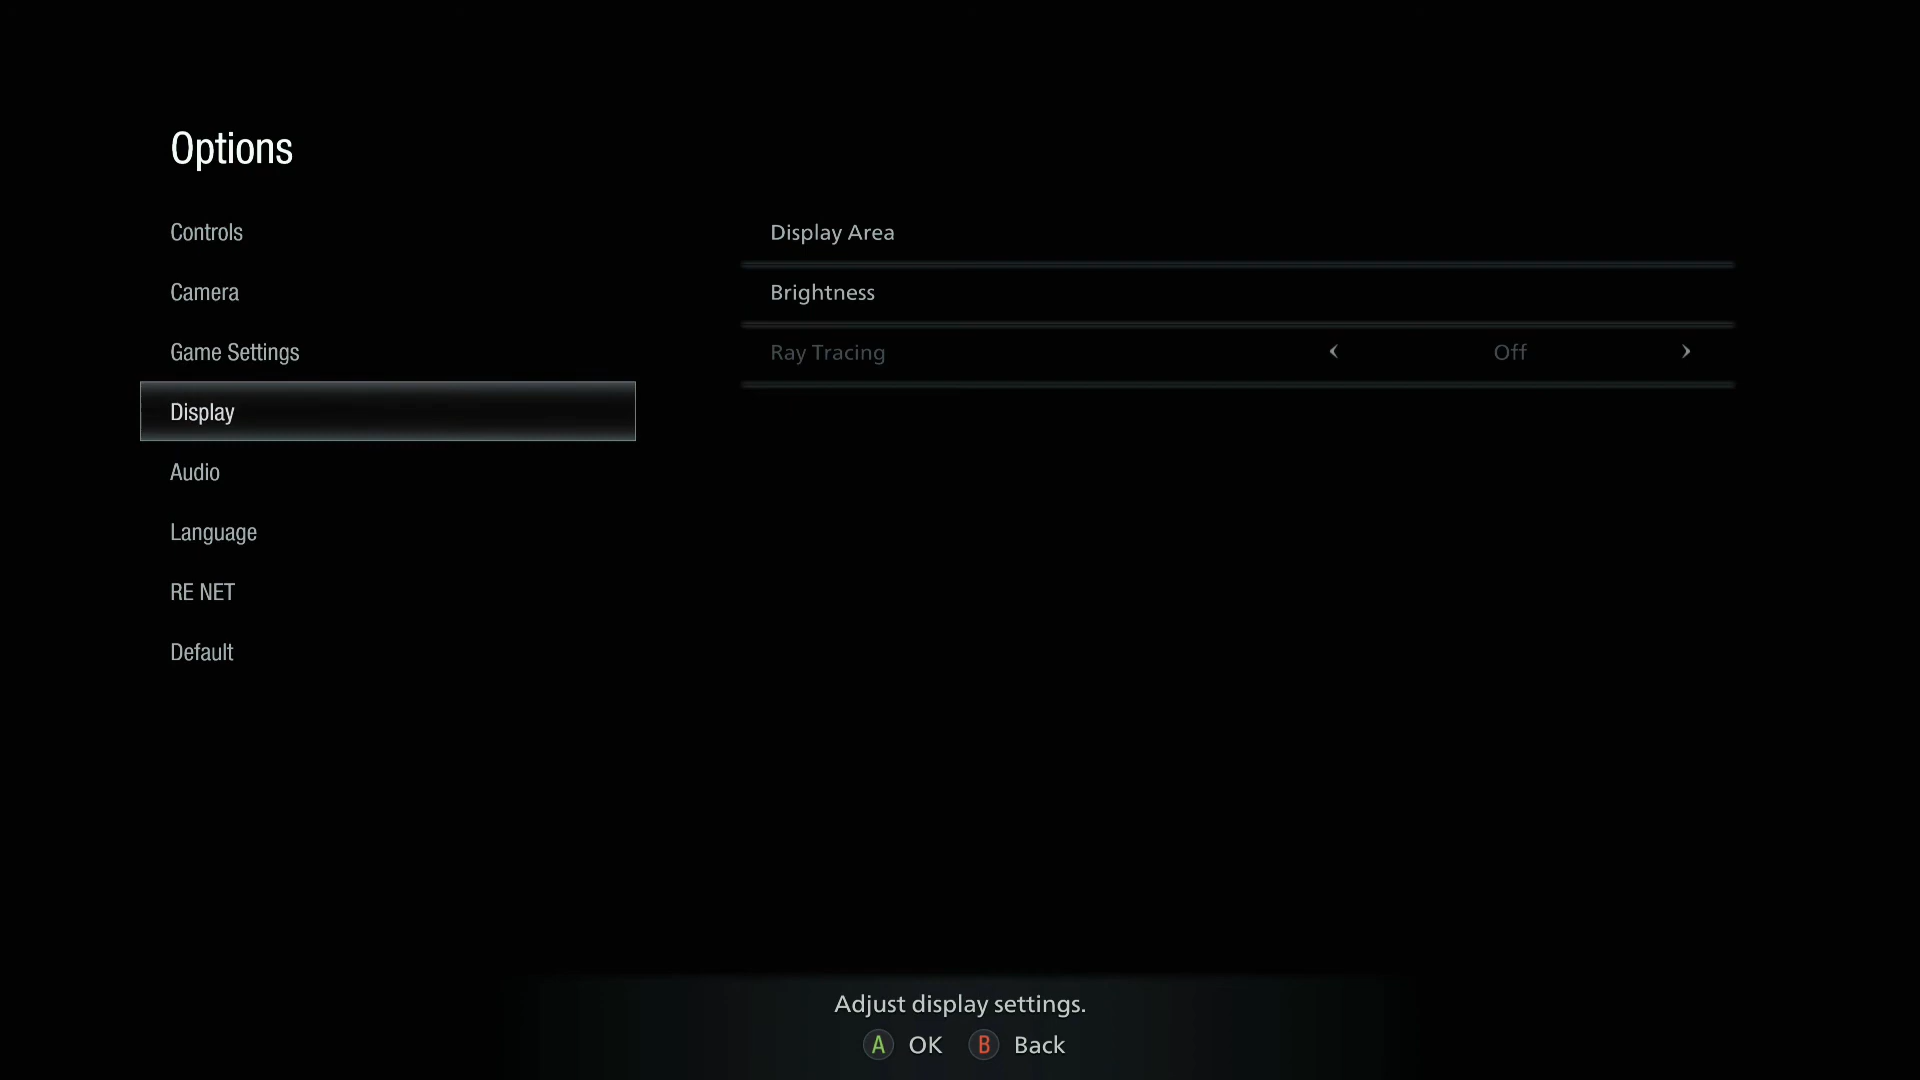 Options
Controls
Camera
Game Settings
Display
Audio
Language
RE NET
Default
Display Area
Brightness
Ray Tracing Off
Adjust display settings.
A OK B Back